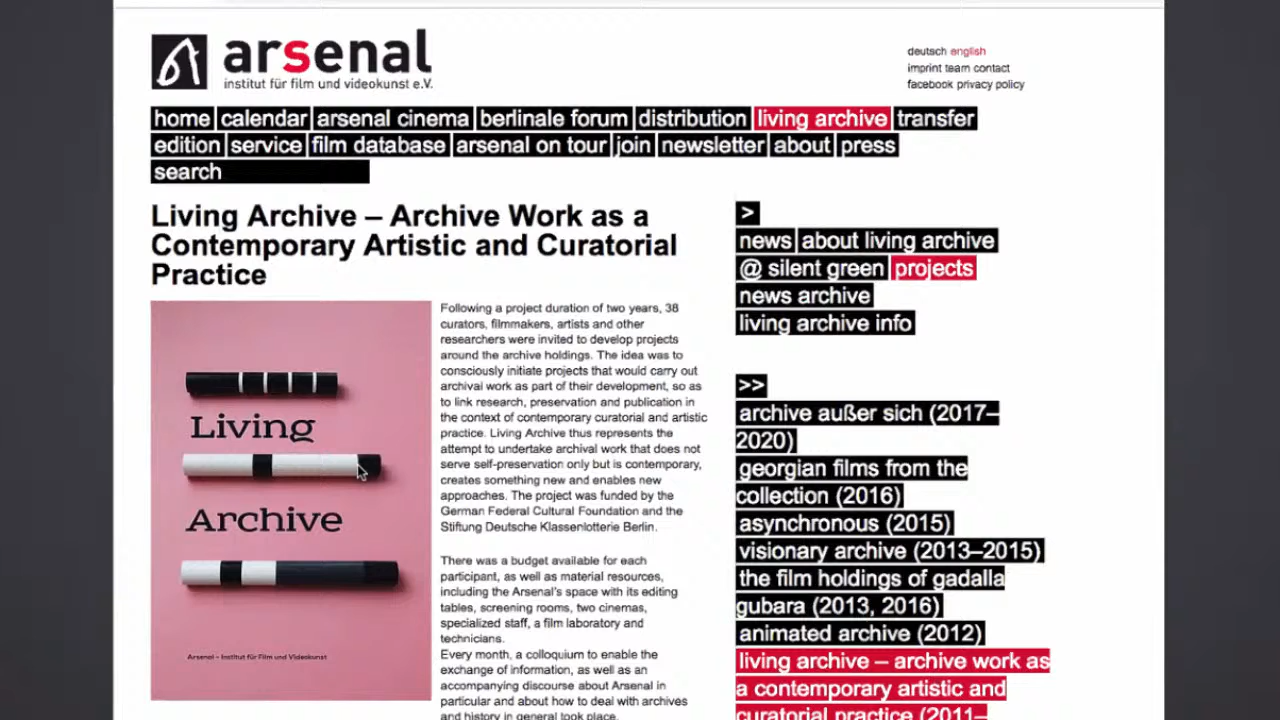 arsenal
institut für film und videokunst e.V.
deutsch english
imprint team contact
facebook privacy policy
home calendar arsenal cinema berlinale forum distribution living archive transfer
edition service film database arsenal on tour join newsletter about press
search
Living Archive – Archive Work as a
Contemporary Artistic and Curatorial
Practice
Living
Archive
Arsenal – Institut für Film und Videokunst
Following a project duration of two years, 38
curators, filmmakers, artists and other
researchers were invited to develop projects
around the archive holdings. The idea was to
consciously initiate projects that would carry out
archival work as part of their development, so as
to link research, preservation and publication in
the context of contemporary curatorial and artistic
practice. Living Archive thus represents the
attempt to undertake archival work that does not
serve self-preservation only but is contemporary,
creates something new and enables new
approaches. The project was funded by the
German Federal Cultural Foundation and the
Stiftung Deutsche Klassenlotterie Berlin.
There was a budget available for each
participant, as well as material resources,
including the Arsenal's space with its editing
tables, screening rooms, two cinemas,
specialized staff, a film laboratory and
technicians.
Every month, a colloquium to enable the
exchange of information, as well as an
accompanying discourse about Arsenal in
particular and about how to deal with archives
and history in general took place.
>
news about living archive
@ silent green projects
news archive
living archive info
>>
archive außer sich (2017–
2020)
georgian films from the
collection (2016)
asynchronous (2015)
visionary archive (2013–2015)
the film holdings of gadalla
gubara (2013, 2016)
animated archive (2012)
living archive – archive work as
a contemporary artistic and
curatorial practice (2011–